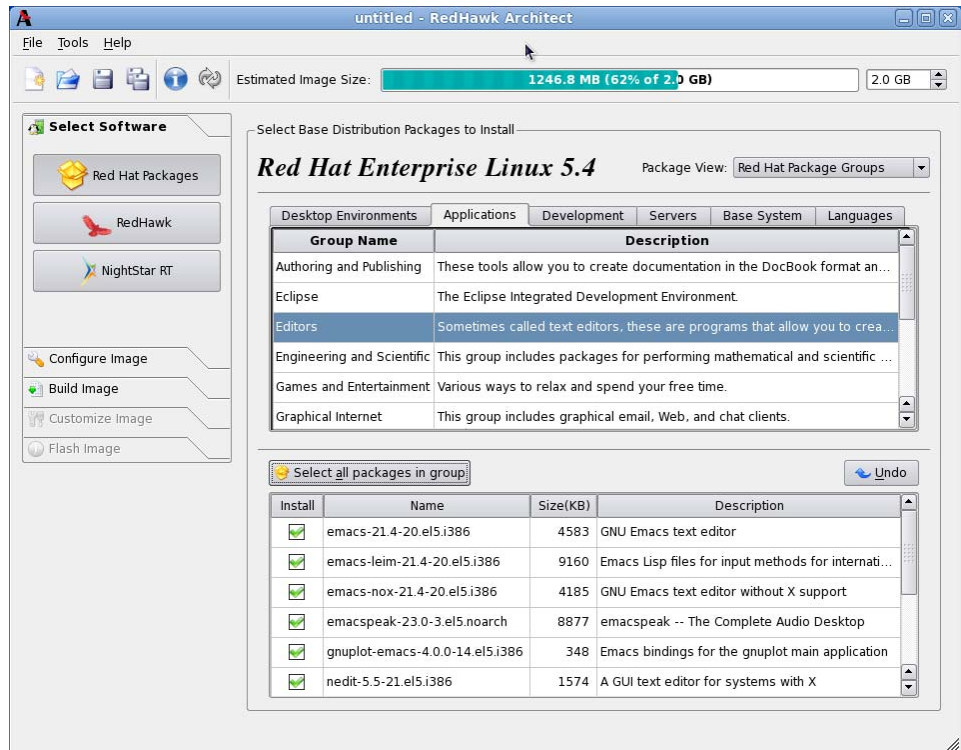 untitled - RedHawk Architect
File Tools Help
Estimated Image Size: 1246.8 MB (62% of 2.0 GB) 2.0 GB
Select Software
Red Hat Packages
RedHawk
NightStar RT
Configure Image
Build Image
Customize Image
Flash Image
Select Base Distribution Packages to Install
Red Hat Enterprise Linux 5.4 Package View: Red Hat Package Groups
Desktop Environments Applications Development Servers Base System Languages
Group Name Description
Authoring and Publishing These tools allow you to create documentation in the DocBook format an...
Eclipse The Eclipse Integrated Development Environment.
Editors Sometimes called text editors, these are programs that allow you to crea...
Engineering and Scientific This group includes packages for performing mathematical and scientific ...
Games and Entertainment Various ways to relax and spend your free time.
Graphical Internet This group includes graphical email, Web, and chat clients.
Select all packages in group Undo
Install Name Size(KB) Description
emacs-21.4-20.el5.i386 4583 GNU Emacs text editor
emacs-leim-21.4-20.el5.i386 9160 Emacs Lisp files for input methods for internati...
emacs-nox-21.4-20.el5.i386 4185 GNU Emacs text editor without X support
emacspeak-23.0-3.el5.noarch 8877 emacspeak -- The Complete Audio Desktop
gnuplot-emacs-4.0.0-14.el5.i386 348 Emacs bindings for the gnuplot main application
nedit-5.5-21.el5.i386 1574 A GUI text editor for systems with X